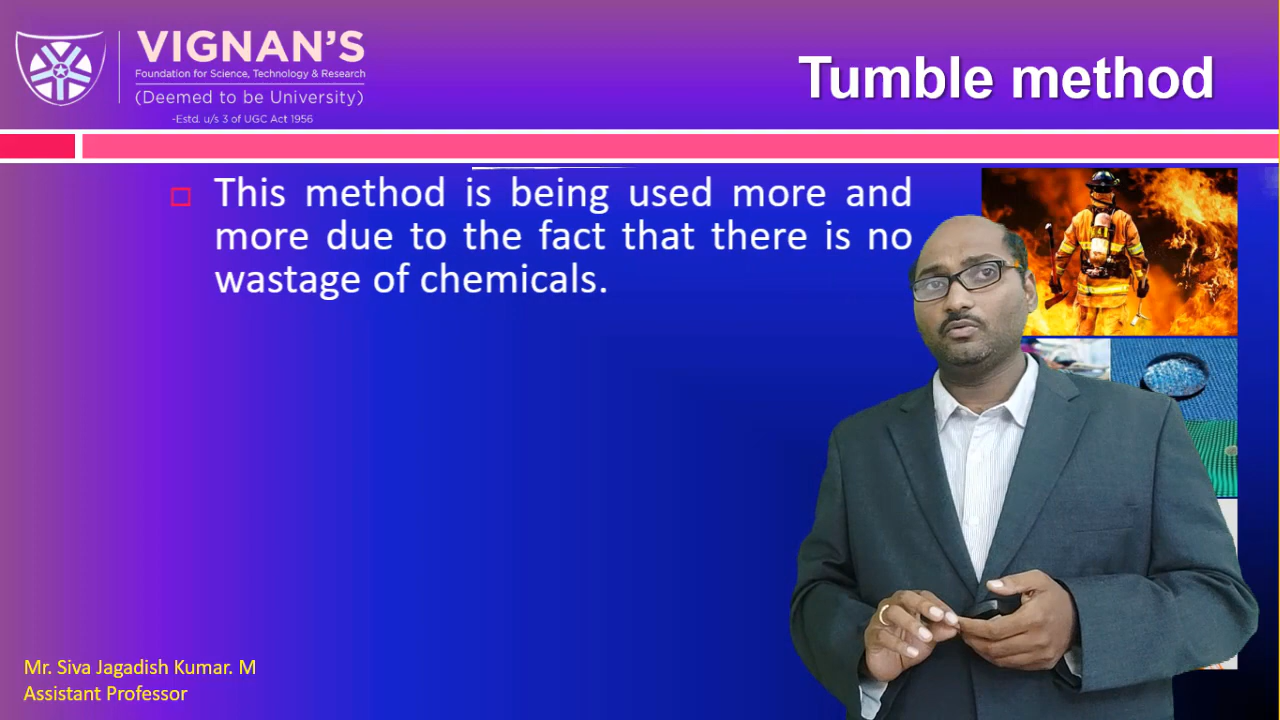 VIGNAN'S
Foundation for Science, Technology & Research
(Deemed to be University)
-Estd. u/s 3 of UGC Act 1956
Tumble method
This method is being used more and
more due to the fact that there is no
wastage of chemicals.
Mr. Siva Jagadish Kumar. M
Assistant Professor